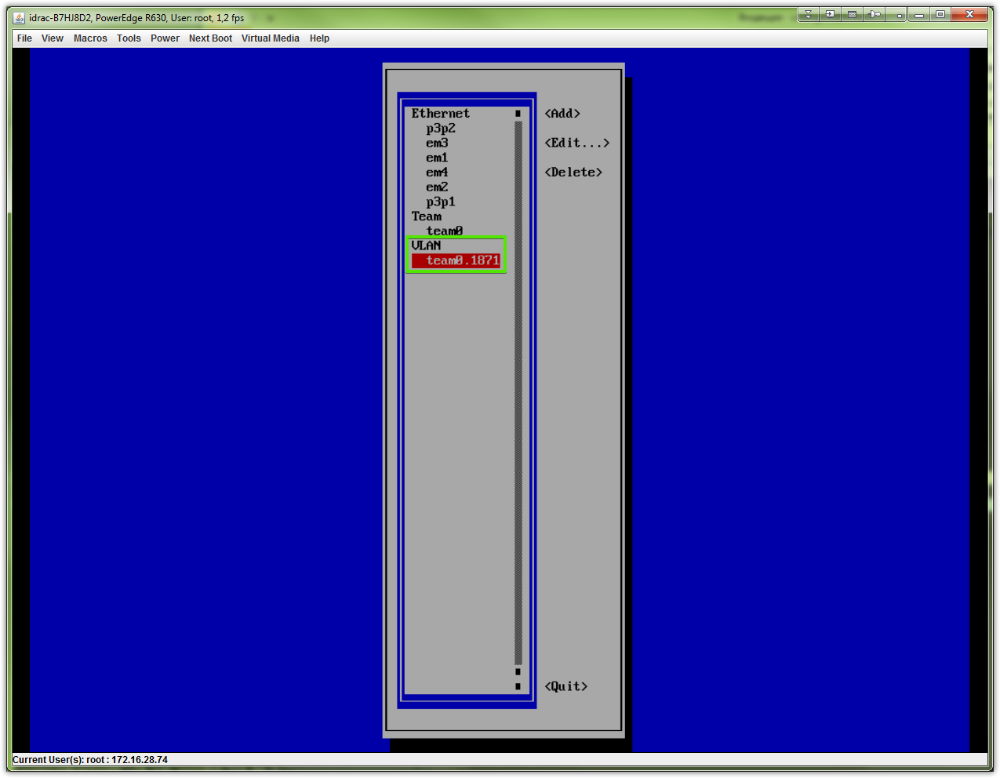 idrac-B7HJ8D2, PowerEdge R630, User: root, 1,2 fps
File View Macros Tools Power Next Boot Virtual Media Help
Ethernet <Add>
p3p2
em3 <Edit...>
em1
em4 <Delete>
em2
p3p1
Team
team0
VLAN
team0.1871
<Quit>
Current User(s): root : 172.16.28.74